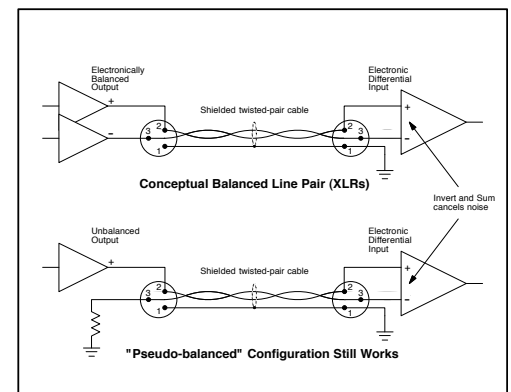 Electronically
Balanced
Output
Electronic
Differential
Input
+
-
Shielded twisted-pair cable
2
3
1
2
3
1
+
-
Conceptual Balanced Line Pair (XLRs)
Invert and Sum
cancels noise
Unbalanced
Output
Electronic
Differential
Input
+
Shielded twisted-pair cable
2
3
1
2
3
1
+
-
"Pseudo-balanced" Configuration Still Works